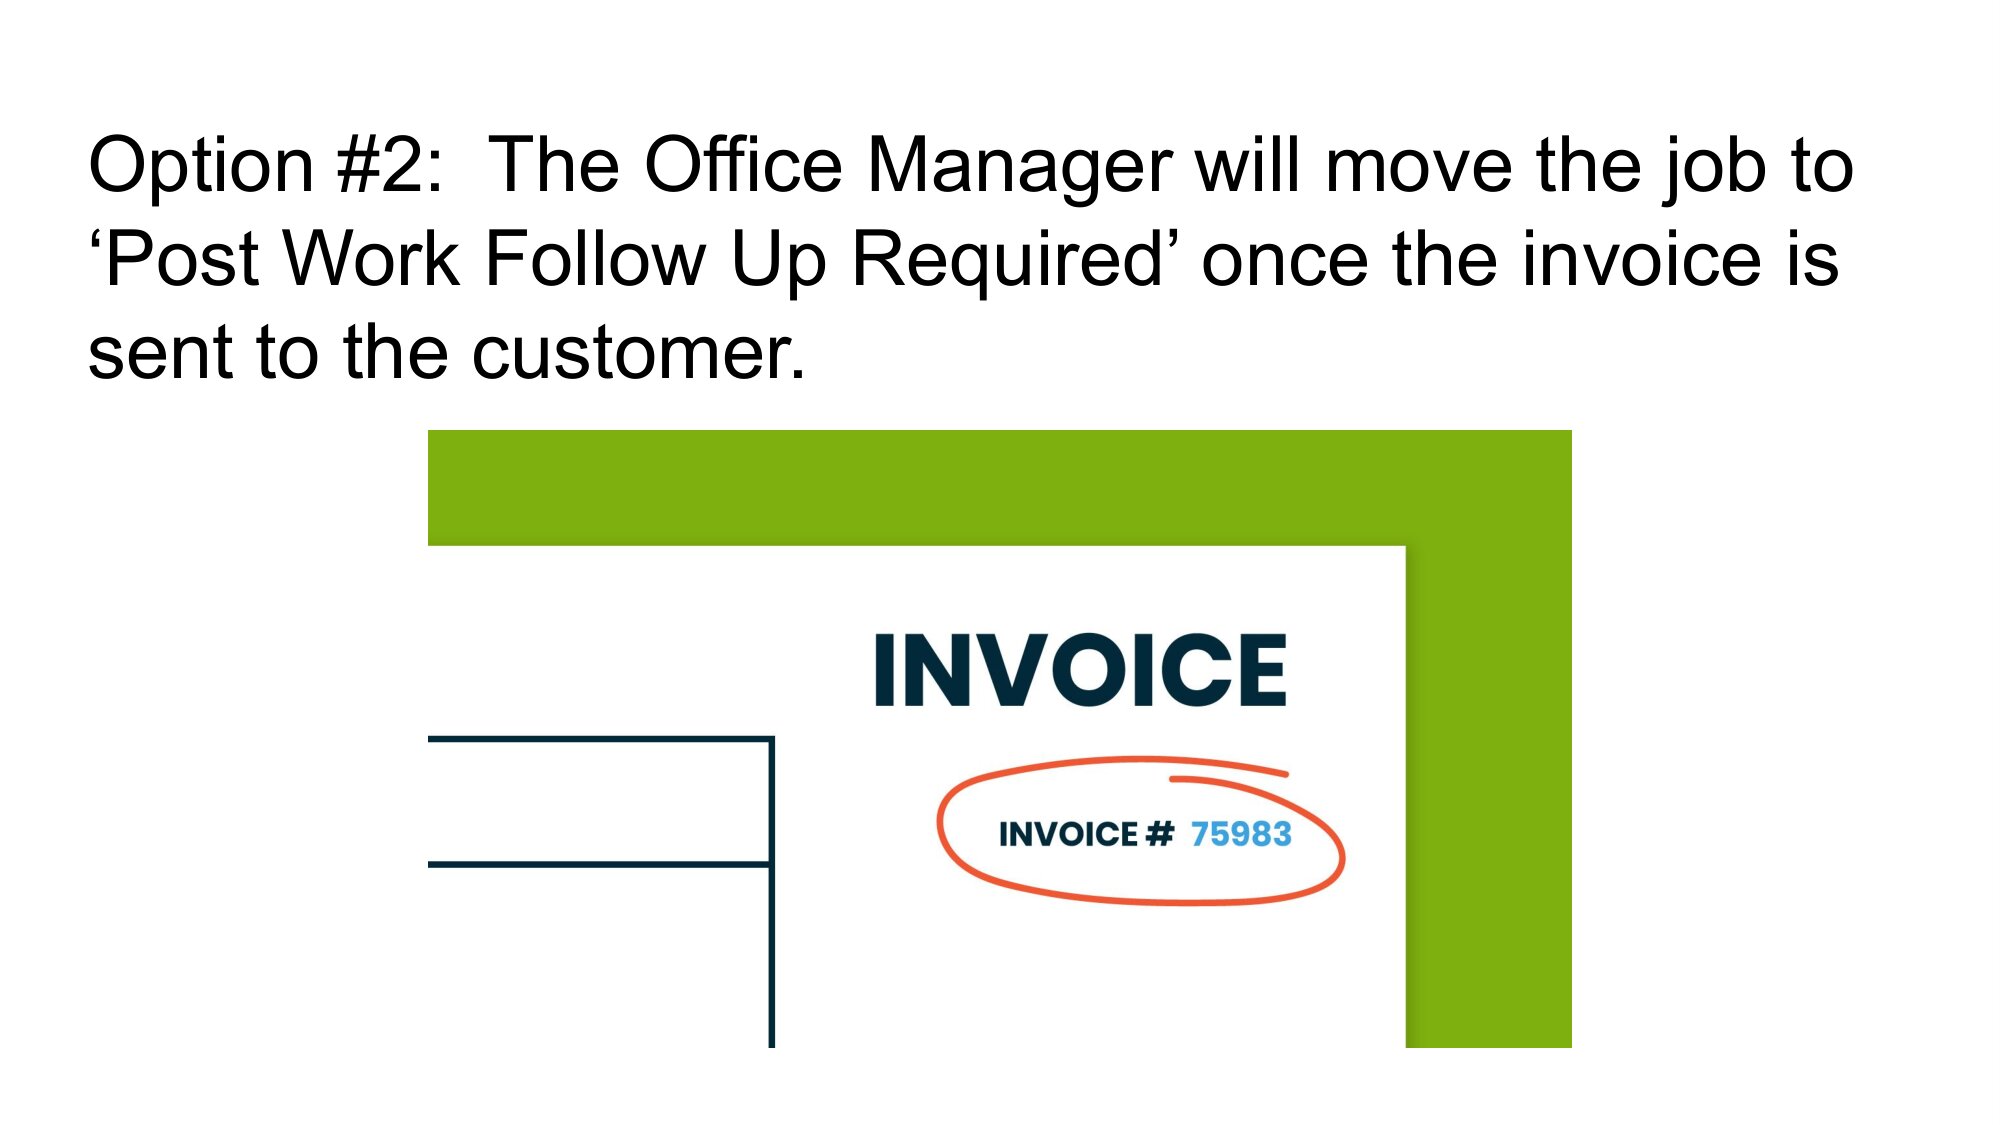 Option #2:  The Office Manager will move the job to
‘Post Work Follow Up Required’ once the invoice is
sent to the customer.
INVOICE
INVOICE # 75983